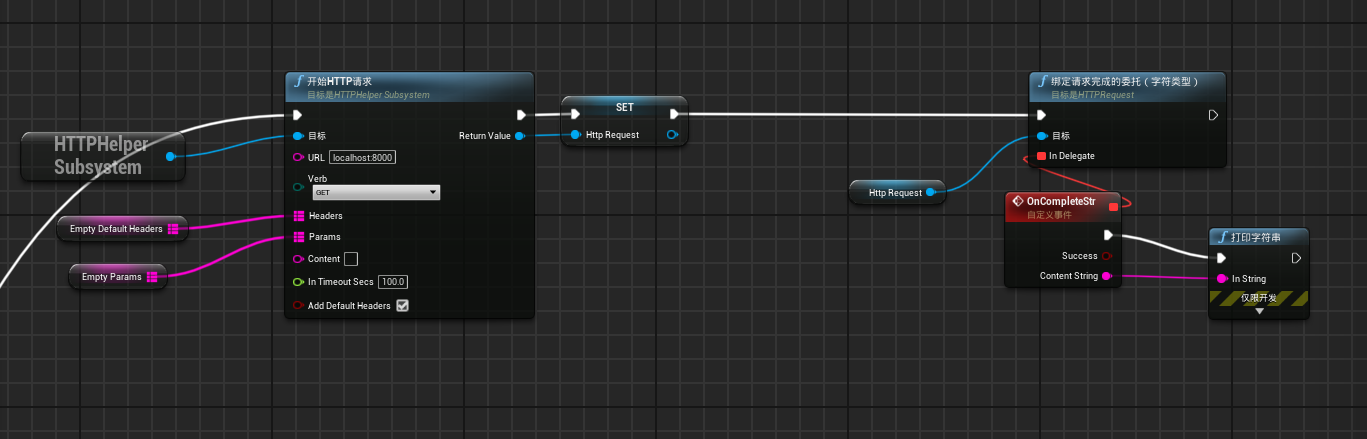 HTTPHelper
Subsystem
Empty Default Headers
Empty Params
开始HTTP请求
目标是HTTPHelper Subsystem
目标
Return Value
URL
localhost:8000
Verb
GET
Headers
Params
Content
In Timeout Secs
100.0
Add Default Headers
SET
Http Request
Http Request
绑定请求完成的委托（字符类型）
目标是HTTPRequest
目标
In Delegate
OnCompleteStr
自定义事件
Success
Content String
打印字符串
In String
仅限开发